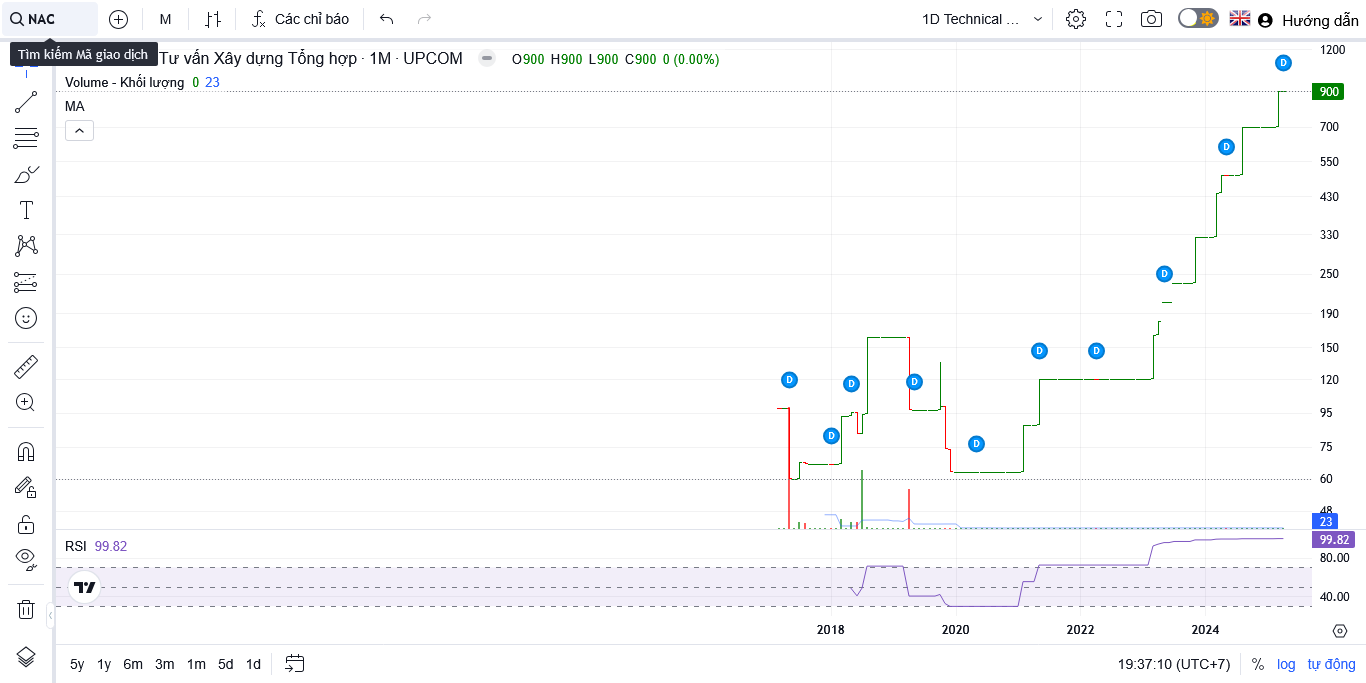 NAC M Các chỉ báo 1D Technical ... Hướng dẫn
Tìm kiếm Mã giao dịch
Tư vấn Xây dựng Tổng hợp · 1M · UPCOM O900 H900 L900 C900 0 (0.00%)
Volume - Khối lượng 0 23
MA
D
D
D
D
D
D
D
D
D
D
D
1200
900
700
550
430
330
250
190
150
120
95
75
60
48
23
RSI 99.82
99.82
80.00
40.00
2018 2020 2022 2024
5y 1y 6m 3m 1m 5d 1d 19:37:10 (UTC+7) % log tự động